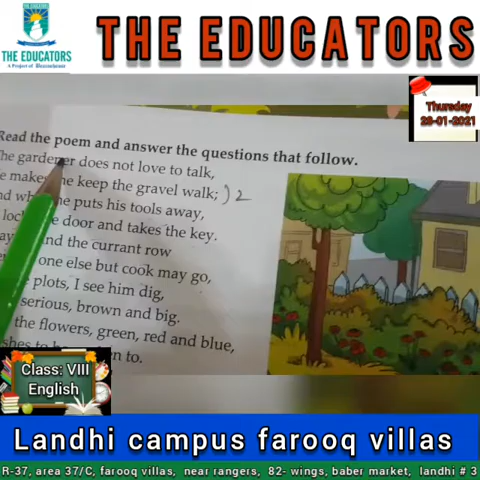 THE EDUCATORS
A Project of Beaconhouse
THE EDUCATORS
Thursday
28-01-2021
Read the poem and answer the questions that follow.
The gardener does not love to talk,
makes me keep the gravel walk; ) 2
he puts his tools away,
door and takes the key.
the currant row
one else but cook may go,
plots, I see him dig,
serious, brown and big.
the flowers, green, red and blue,
to.
Class: VIII
English
Landhi campus farooq villas
R-37, area 37/C, farooq villas, near rangers, 82- wings, baber market, landhi # 3